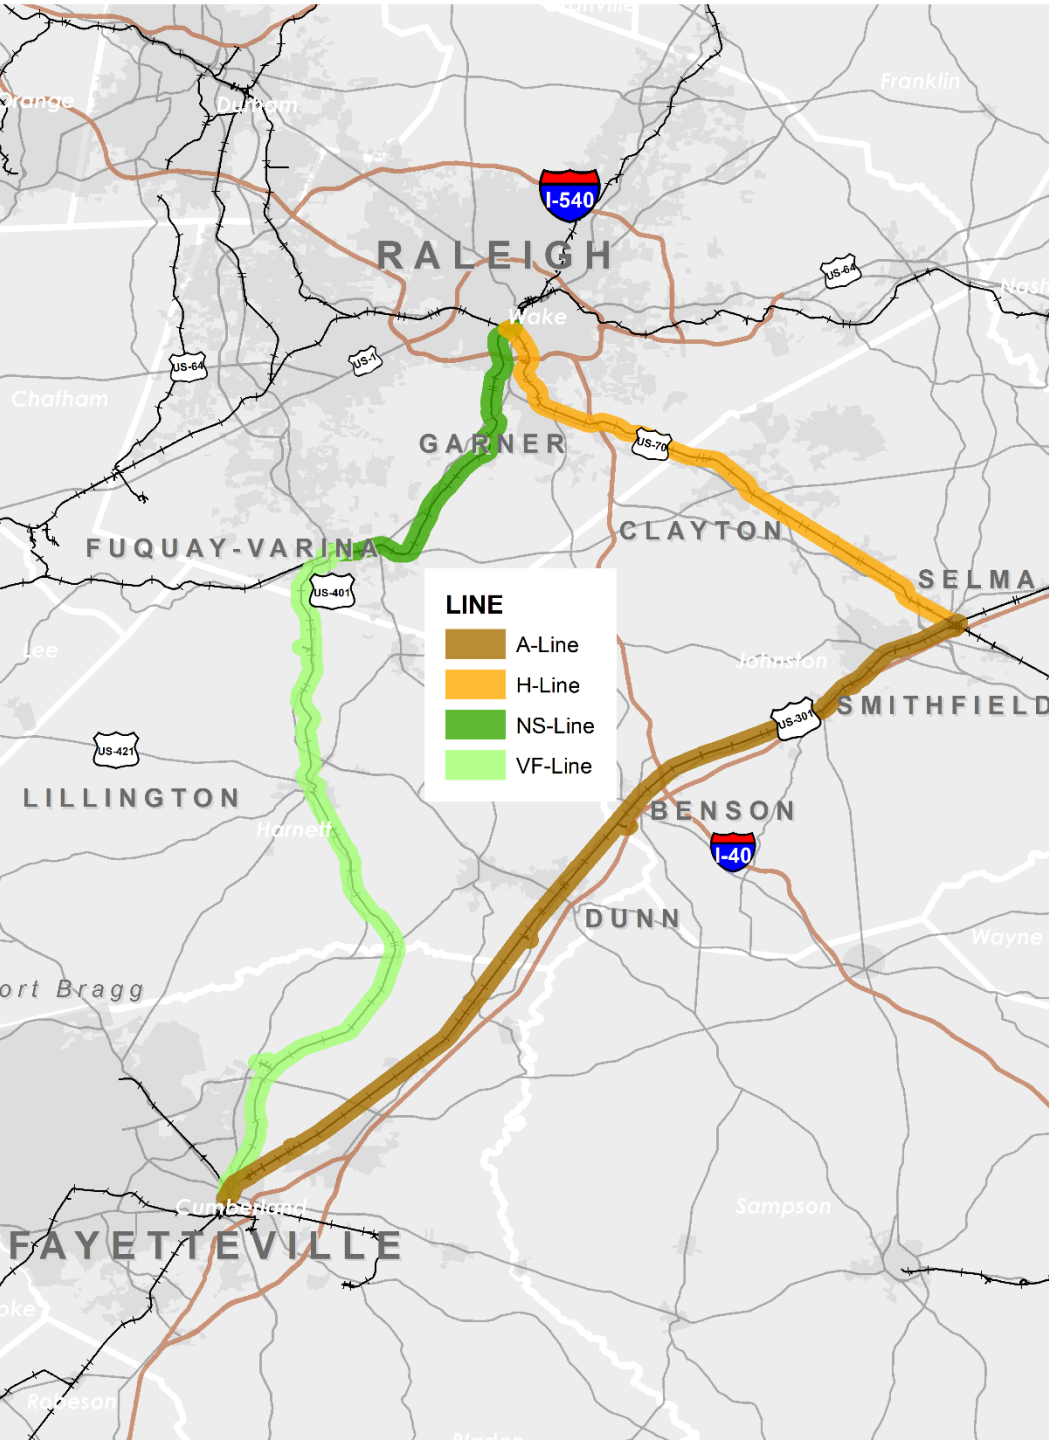 Granville
Franklin
Orange
Durham
I-540
RALEIGH
US-64
Nash
Wake
US-1
US-64
Chatham
GARNER
US-70
CLAYTON
FUQUAY-VARINA
SELMA
US-401
LINE
A-Line
H-Line
NS-Line
VF-Line
Lee
Johnston
SMITHFIELD
US-301
US-421
LILLINGTON
BENSON
Harnett
I-40
DUNN
Wayne
ort Bragg
Cumberland
Sampson
FAYETTEVILLE
oke
Robeson
Bladen